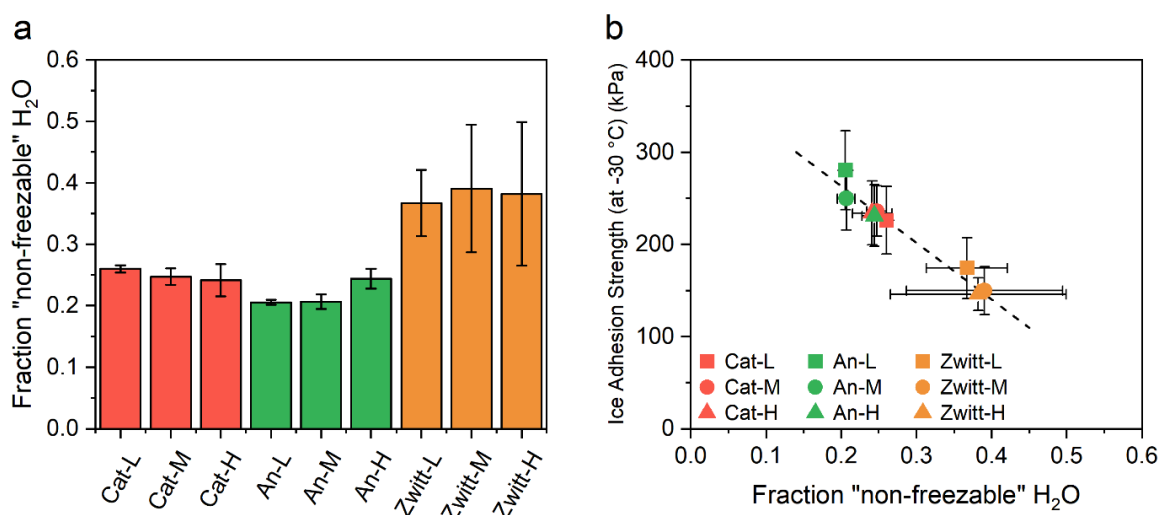 a
Fraction "non-freezable" H₂O
0.6
0.5
0.4
0.3
0.2
0.1
0.0
Cat-L
Cat-M
Cat-H
An-L
An-M
An-H
Zwitt-L
Zwitt-M
Zwitt-H
b
Ice Adhesion Strength (at -30 °C) (kPa)
400
300
200
100
0
Cat-L An-L Zwitt-L
Cat-M An-M Zwitt-M
Cat-H An-H Zwitt-H
0.0 0.1 0.2 0.3 0.4 0.5 0.6
Fraction "non-freezable" H₂O